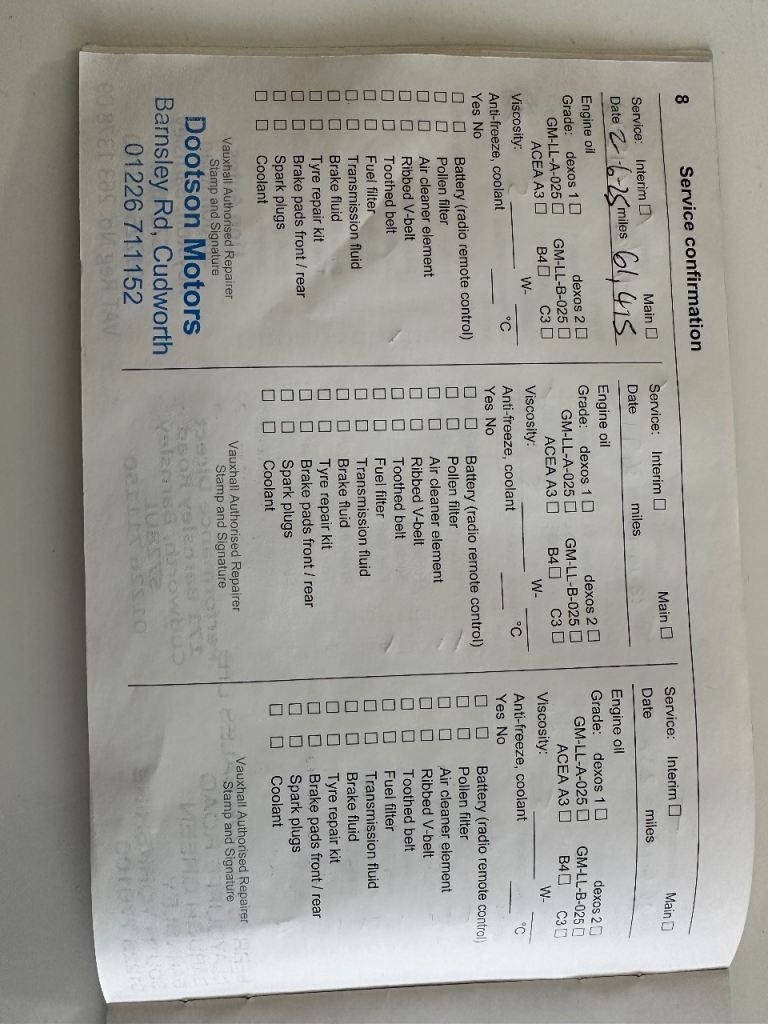 8
Service confirmation
Service: Interim ☐ Main ☐
Date 2-6-25 miles 61,415
Engine oil
Grade: dexos 1 ☐ dexos 2 ☐
GM-LL-A-025 ☐ GM-LL-B-025 ☐
ACEA A3 ☐ B4 ☐ C3 ☐
Viscosity: W-
Anti-freeze, coolant °C
Yes No
☐ ☐ Battery (radio remote control)
☐ ☐ Pollen filter
☐ ☐ Air cleaner element
☐ ☐ Ribbed V-belt
☐ ☐ Toothed belt
☐ ☐ Fuel filter
☐ ☐ Transmission fluid
☐ ☐ Brake fluid
☐ ☐ Tyre repair kit
☐ ☐ Brake pads front / rear
☐ ☐ Spark plugs
☐ ☐ Coolant
Vauxhall Authorised Repairer
Stamp and Signature
Dootson Motors
Barnsley Rd, Cudworth
01226 711152
Service: Interim ☐ Main ☐
Date miles
Engine oil
Grade: dexos 1 ☐ dexos 2 ☐
GM-LL-A-025 ☐ GM-LL-B-025 ☐
ACEA A3 ☐ B4 ☐ C3 ☐
Viscosity: W-
Anti-freeze, coolant °C
Yes No
☐ ☐ Battery (radio remote control)
☐ ☐ Pollen filter
☐ ☐ Air cleaner element
☐ ☐ Ribbed V-belt
☐ ☐ Toothed belt
☐ ☐ Fuel filter
☐ ☐ Transmission fluid
☐ ☐ Brake fluid
☐ ☐ Tyre repair kit
☐ ☐ Brake pads front / rear
☐ ☐ Spark plugs
☐ ☐ Coolant
Vauxhall Authorised Repairer
Stamp and Signature
Service: Interim ☐ Main ☐
Date miles
Engine oil
Grade: dexos 1 ☐ dexos 2 ☐
GM-LL-A-025 ☐ GM-LL-B-025 ☐
ACEA A3 ☐ B4 ☐ C3 ☐
Viscosity: W-
Anti-freeze, coolant °C
Yes No
☐ ☐ Battery (radio remote control)
☐ ☐ Pollen filter
☐ ☐ Air cleaner element
☐ ☐ Ribbed V-belt
☐ ☐ Toothed belt
☐ ☐ Fuel filter
☐ ☐ Transmission fluid
☐ ☐ Brake fluid
☐ ☐ Tyre repair kit
☐ ☐ Brake pads front / rear
☐ ☐ Spark plugs
☐ ☐ Coolant
Vauxhall Authorised Repairer
Stamp and Signature